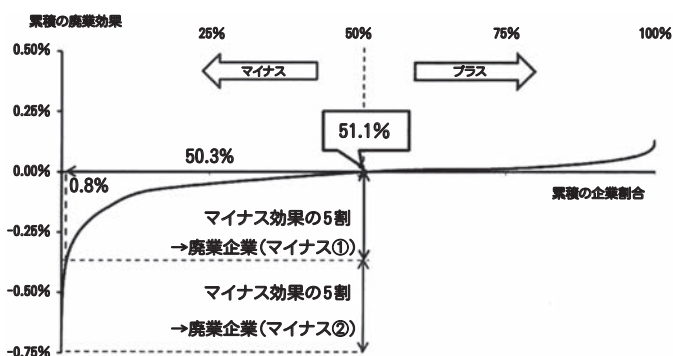 累積の廃業効果
25%
50%
75%
100%
0.50%
マイナス
プラス
0.25%
51.1%
50.3%
0.00%
0.8%
累積の企業割合
マイナス効果の5割
-0.25%
→廃業企業(マイナス①)
-0.50%
マイナス効果の5割
→廃業企業(マイナス②)
-0.75%